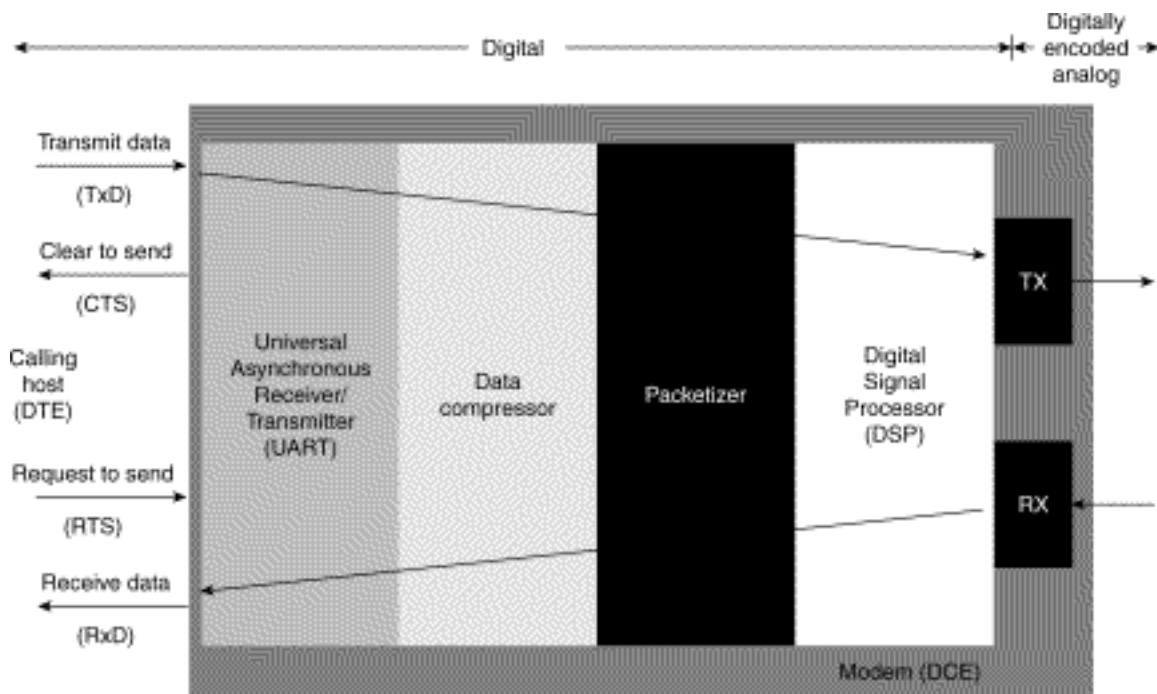 Digital
Digitally
encoded
analog
Transmit data
(TxD)
Clear to send
(CTS)
Calling
host
(DTE)
Request to send
(RTS)
Receive data
(RxD)
Universal
Asynchronous
Receiver/
Transmitter
(UART)
Data
compressor
Packetizer
Digital
Signal
Processor
(DSP)
TX
RX
Modem (DCE)